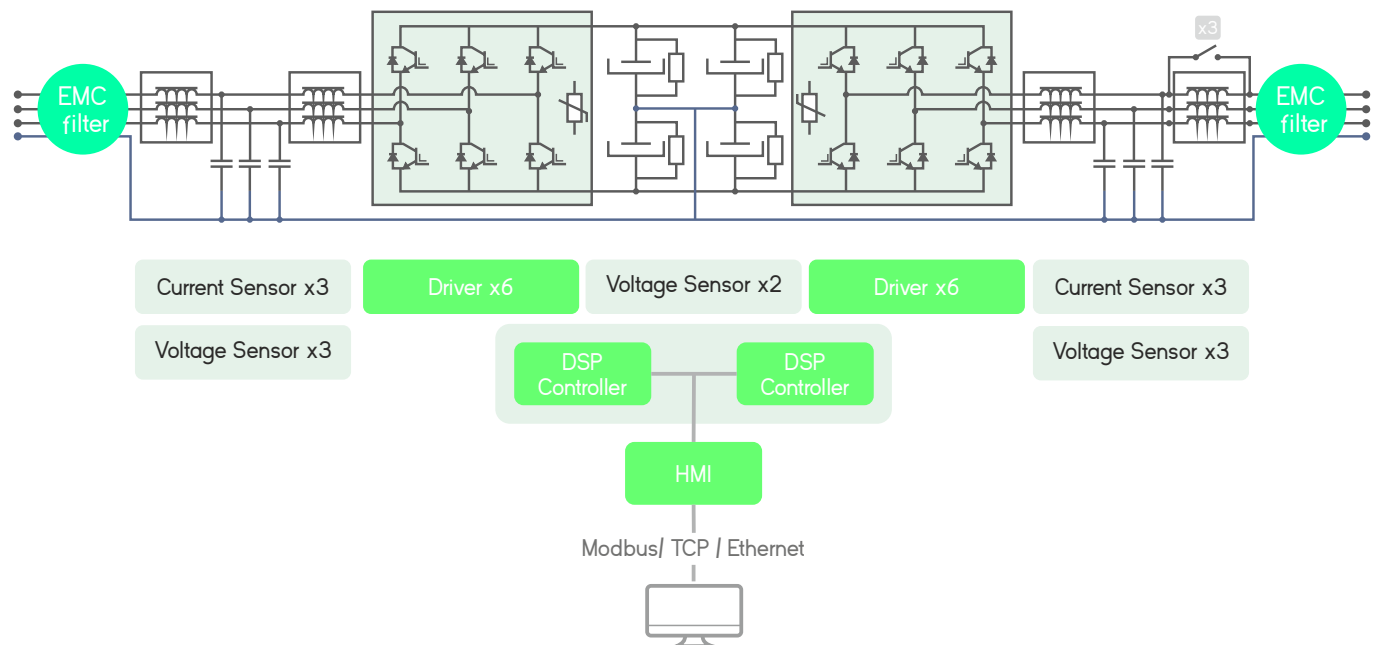 x3
EMC
filter
EMC
filter
Current Sensor x3
Driver x6
Voltage Sensor x2
Driver x6
Current Sensor x3
Voltage Sensor x3
Voltage Sensor x3
DSP
Controller
DSP
Controller
HMI
Modbus/ TCP / Ethernet